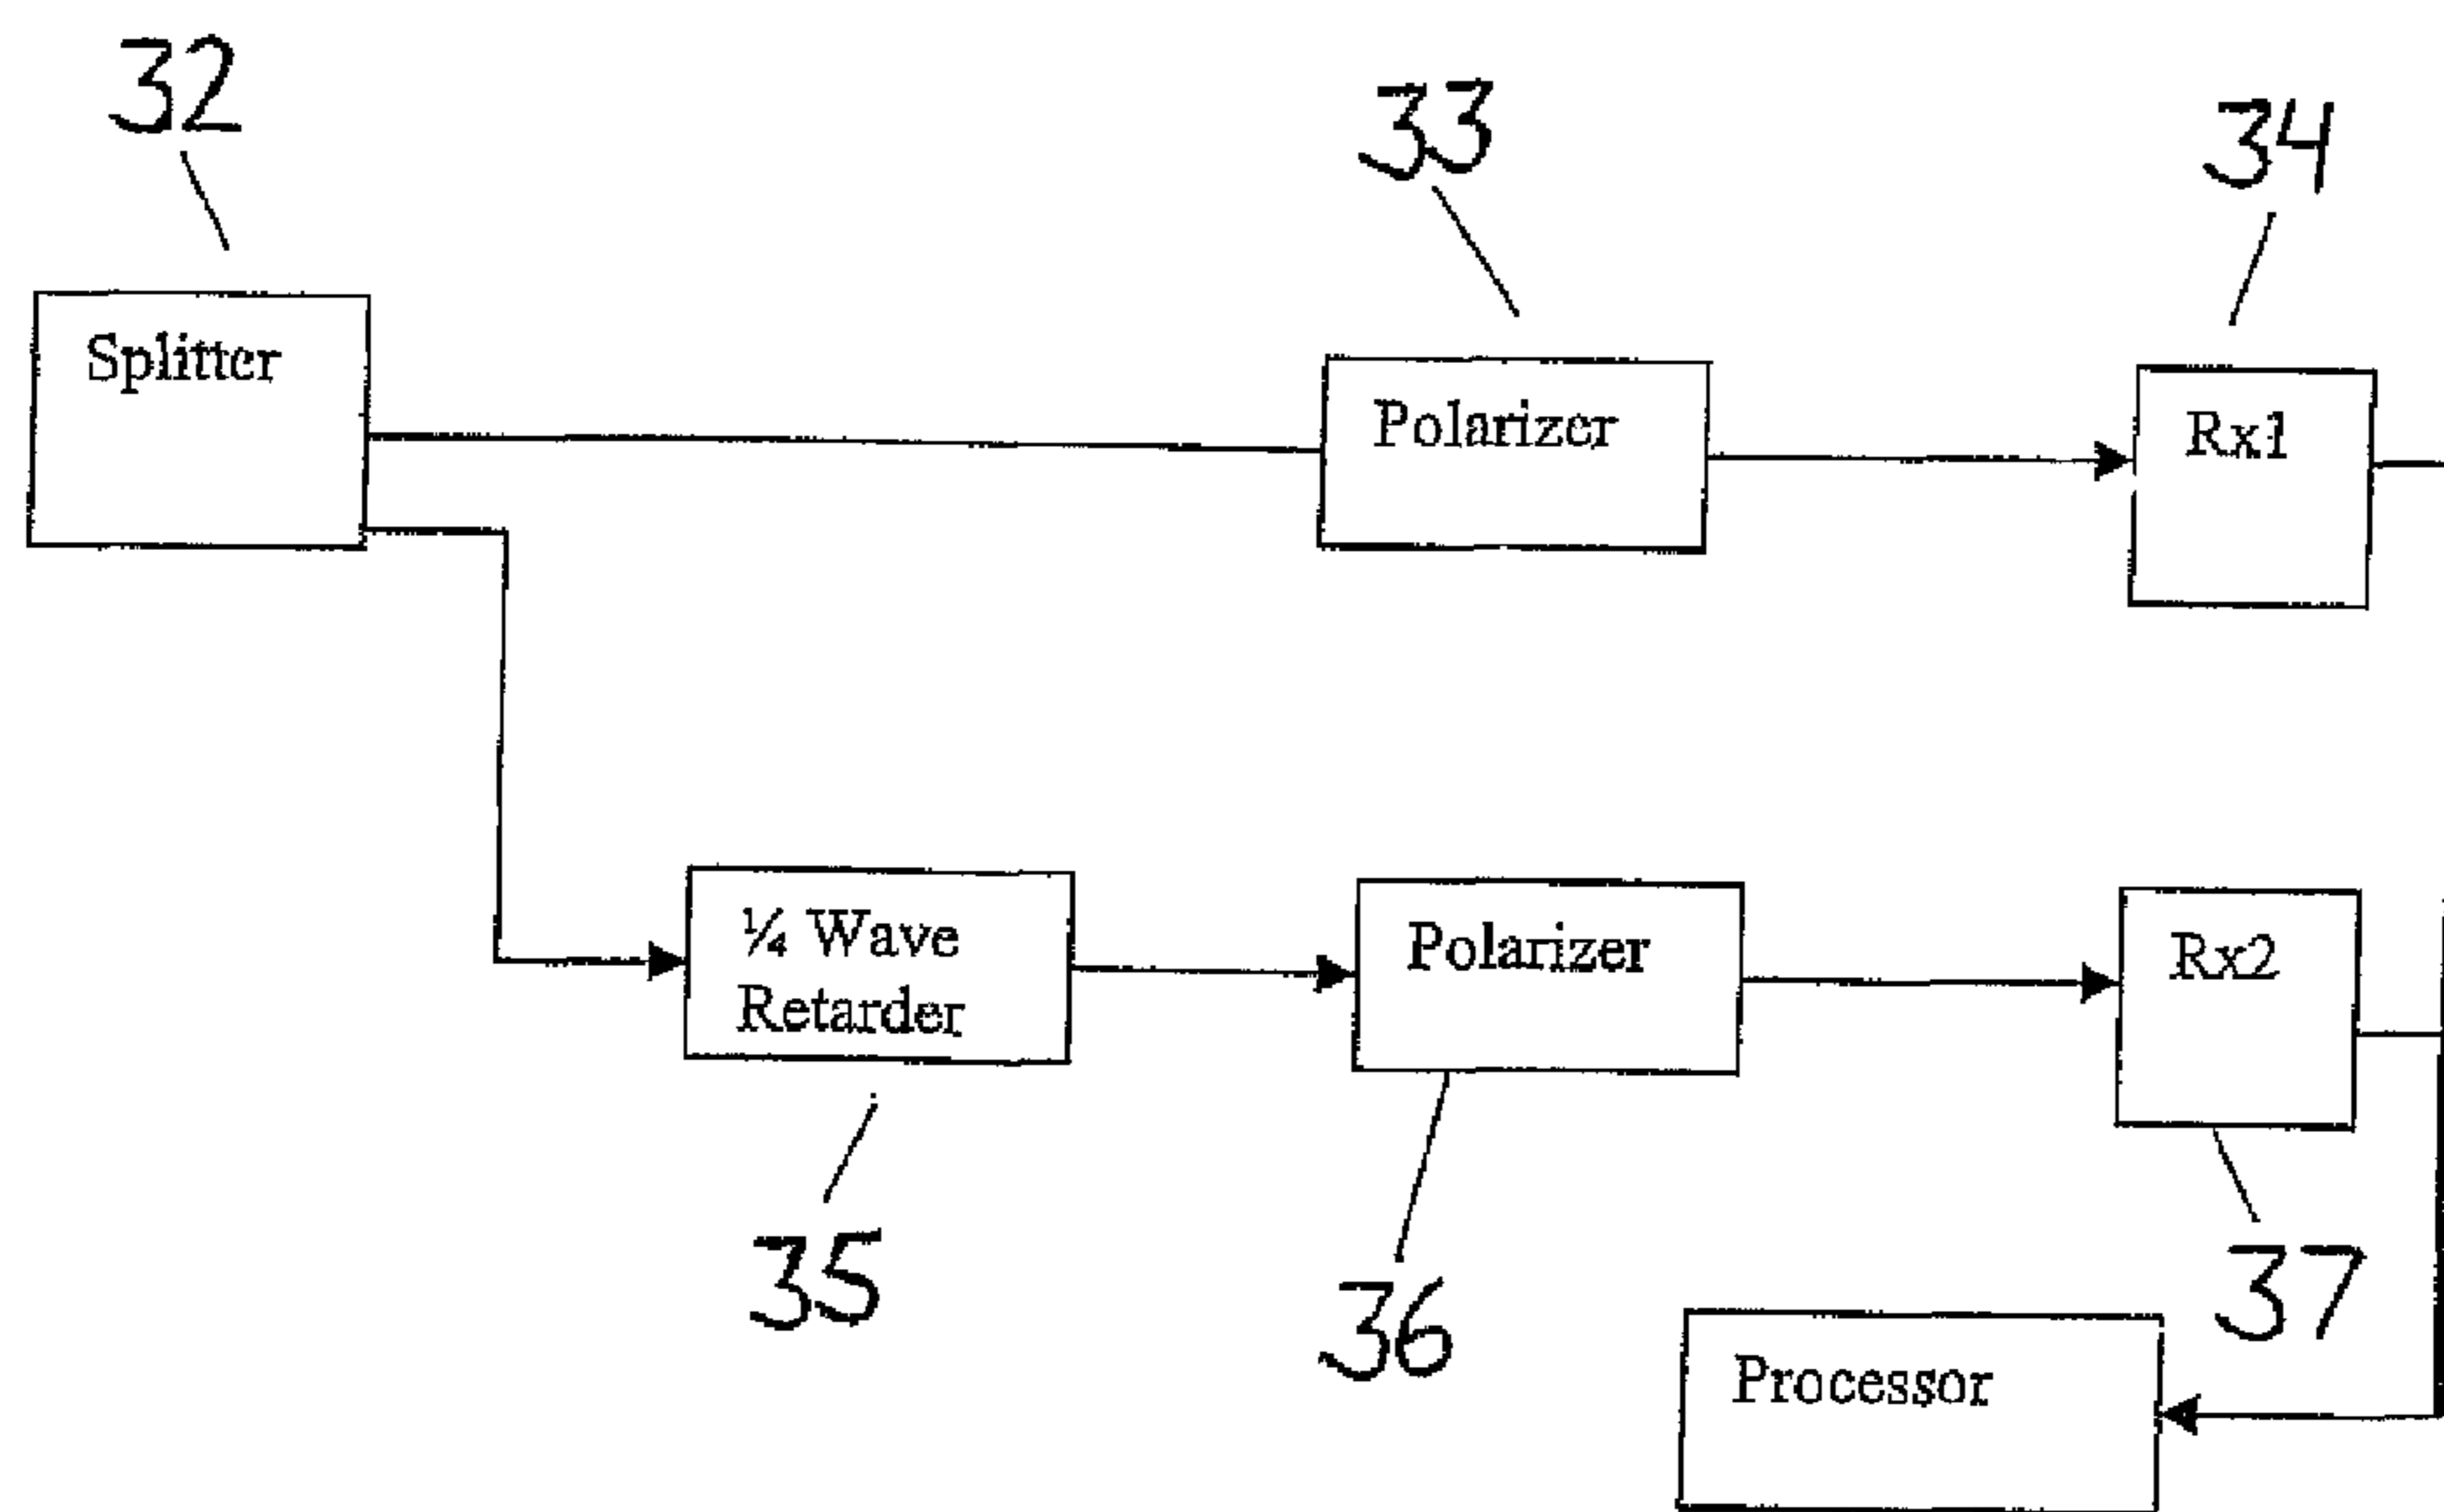 32
33
34
Splitter
Polarizer
Rx1
¼ Wave
Retarder
Polarizer
Rx2
35
36
37
Processor